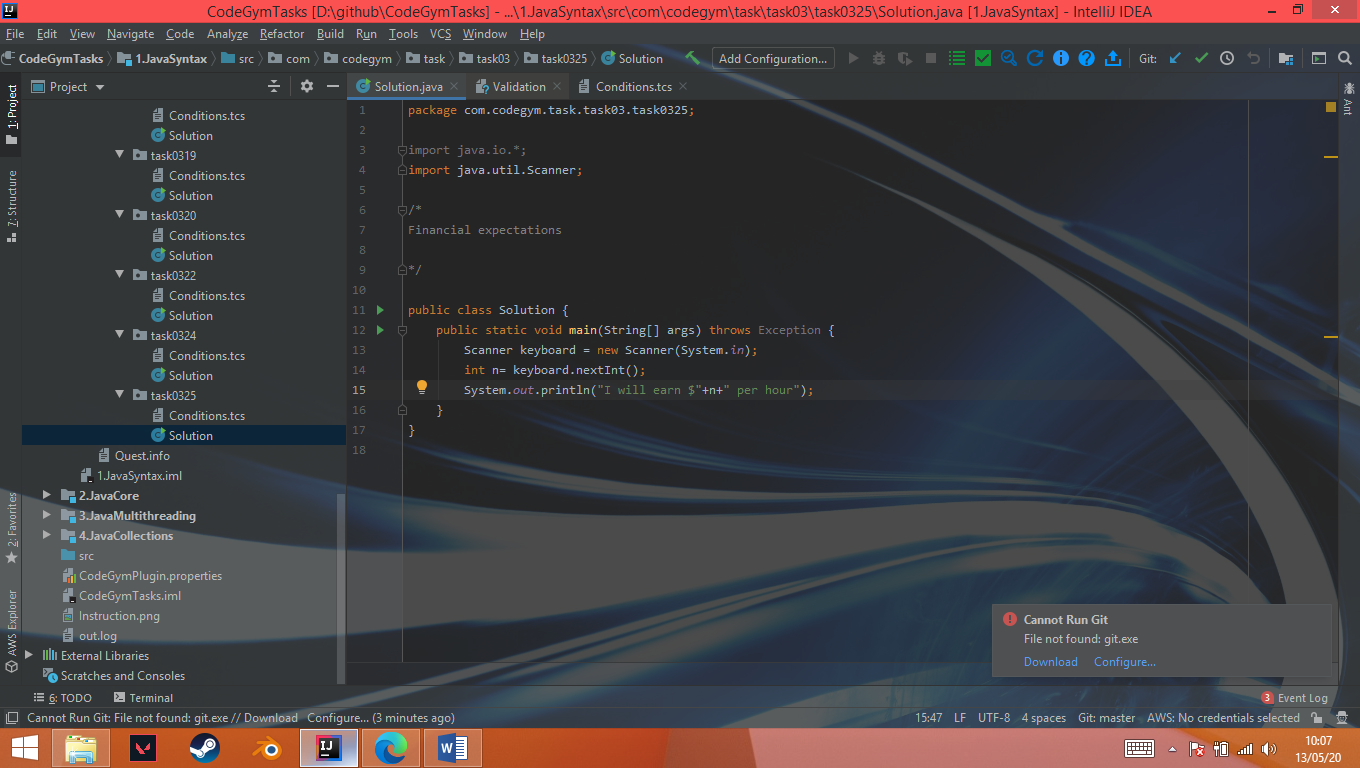 CodeGymTasks [D:\github\CodeGymTasks] - ...\1.JavaSyntax\src\com\codegym\task\task03\task0325\Solution.java [1.JavaSyntax] - IntelliJ IDEA
File Edit View Navigate Code Analyze Refactor Build Run Tools VCS Window Help
CodeGymTasks 1.JavaSyntax src com codegym task task03 task0325 Solution Add Configuration... Git:
Project Solution.java Validation Conditions.tcs
1: Project
7: Structure
2: Favorites
AWS Explorer
Ant
Conditions.tcs
Solution
task0319
Conditions.tcs
Solution
task0320
Conditions.tcs
Solution
task0322
Conditions.tcs
Solution
task0324
Conditions.tcs
Solution
task0325
Conditions.tcs
Solution
Quest.info
1.JavaSyntax.iml
2.JavaCore
3.JavaMultithreading
4.JavaCollections
src
CodeGymPlugin.properties
CodeGymTasks.iml
Instruction.png
out.log
External Libraries
Scratches and Consoles
1 package com.codegym.task.task03.task0325;
2
3 import java.io.*;
4 import java.util.Scanner;
5
6 /*
7 Financial expectations
8
9 */
10
11 public class Solution {
12 public static void main(String[] args) throws Exception {
13 Scanner keyboard = new Scanner(System.in);
14 int n= keyboard.nextInt();
15 System.out.println("I will earn $"+n+" per hour");
16 }
17 }
18
Cannot Run Git
File not found: git.exe
Download Configure...
6: TODO Terminal 3 Event Log
Cannot Run Git: File not found: git.exe // Download Configure... (3 minutes ago) 15:47 LF UTF-8 4 spaces Git: master AWS: No credentials selected
10:07
13/05/20